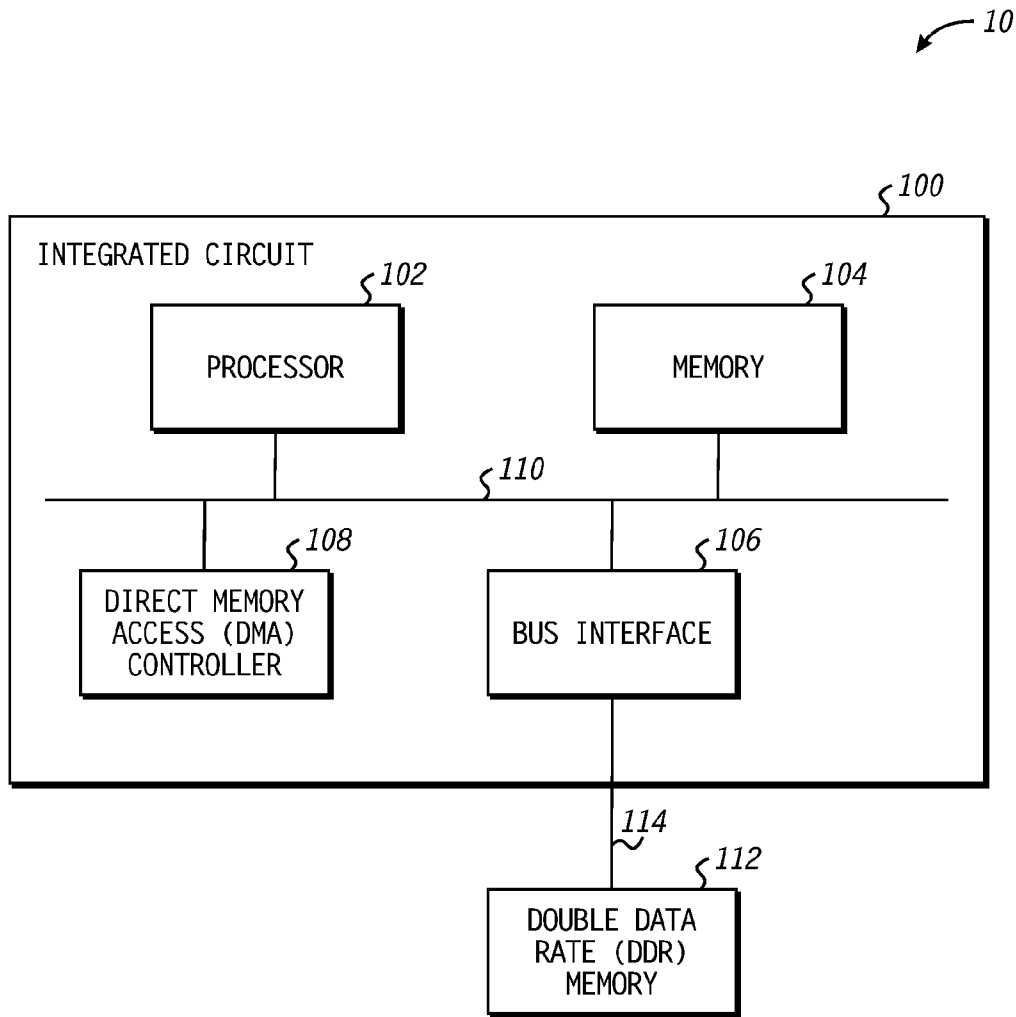 10
100
INTEGRATED CIRCUIT
102
104
PROCESSOR
MEMORY
110
108
106
DIRECT MEMORY
ACCESS (DMA)
CONTROLLER
BUS INTERFACE
114
112
DOUBLE DATA
RATE (DDR)
MEMORY